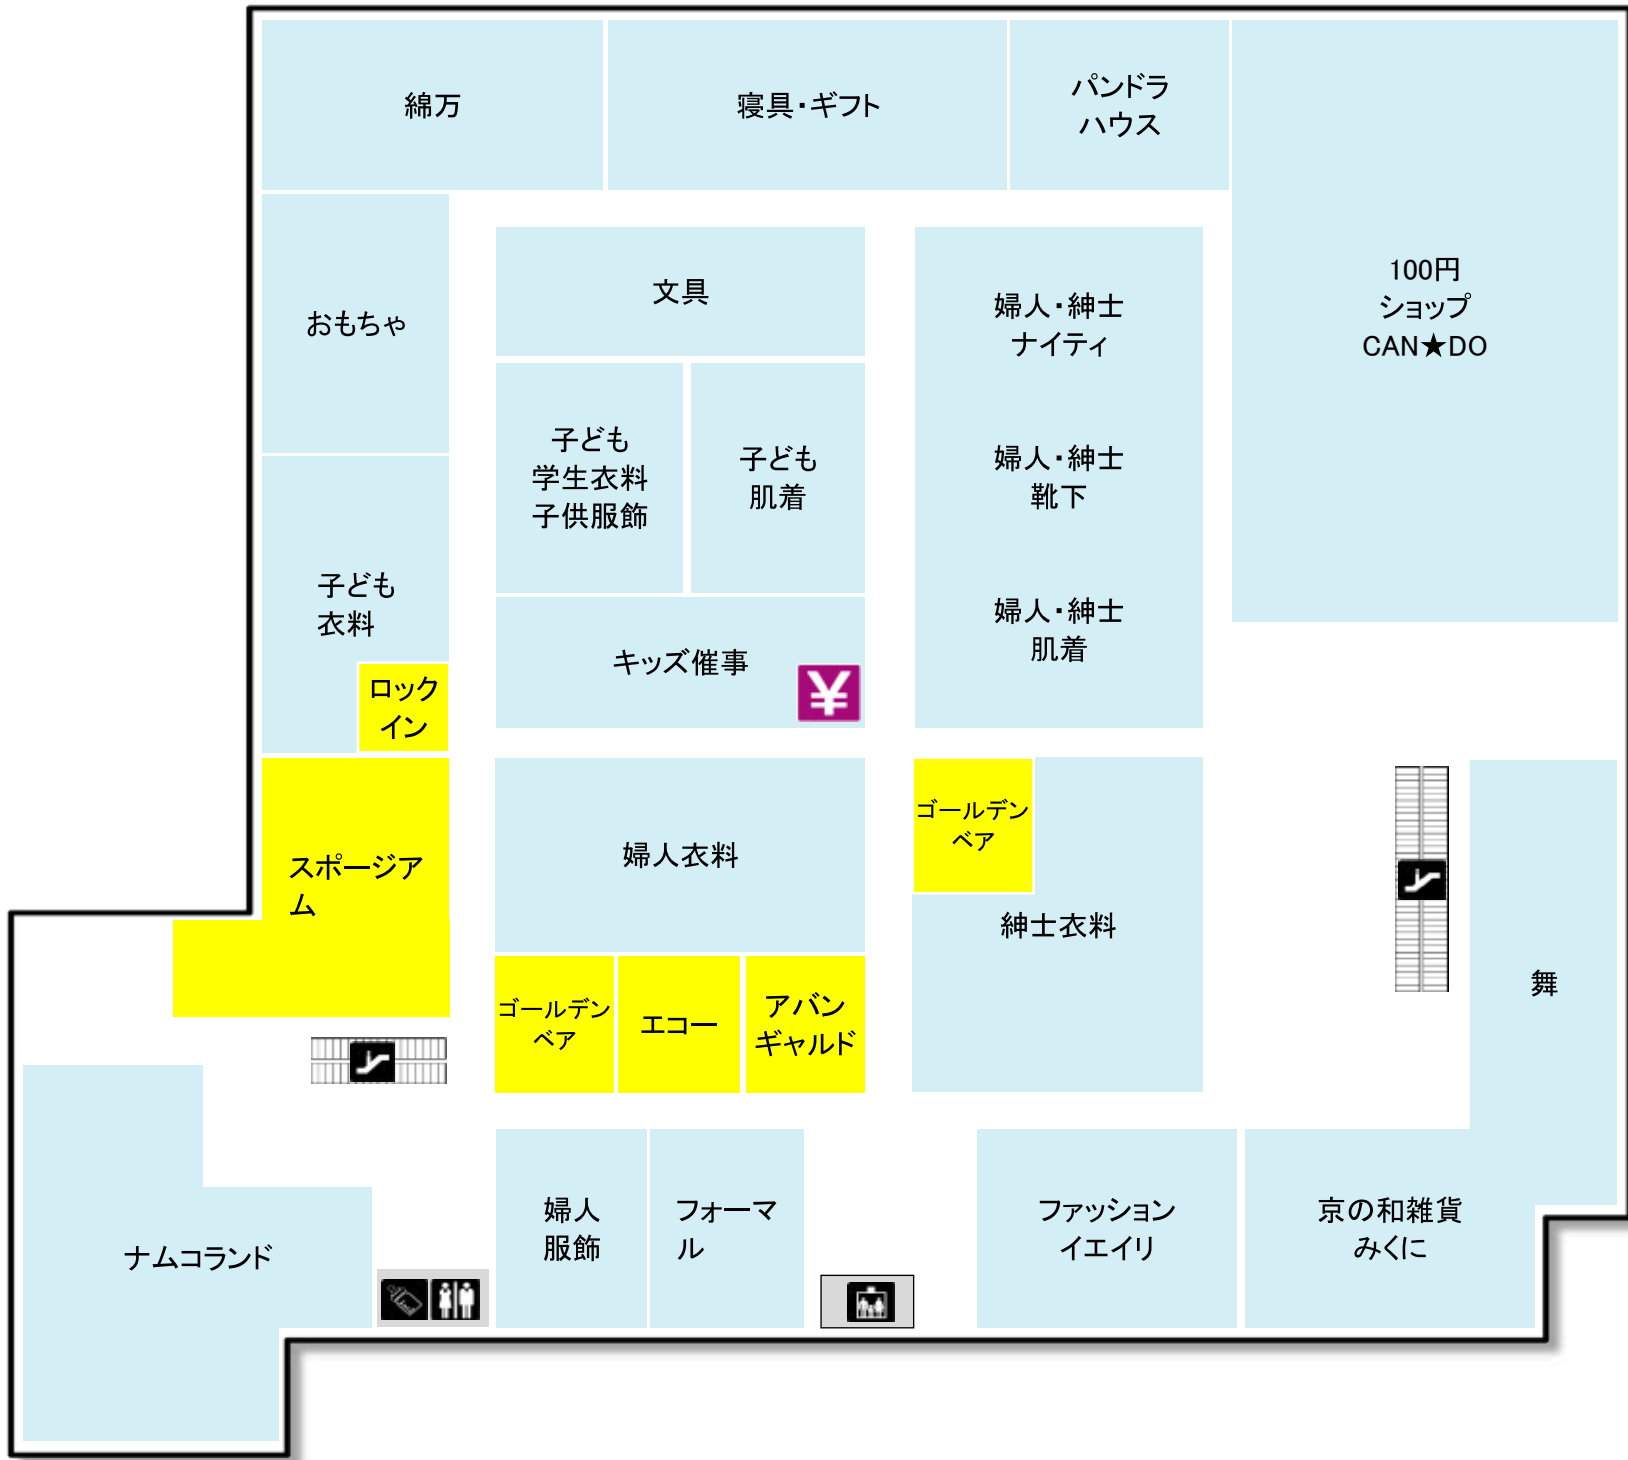 綿万
寝具・ギフト
パンドラ
ハウス
100円
ショップ
CAN★DO
おもちゃ
文具
婦人・紳士
ナイティ
子ども
学生衣料
子供服飾
子ども
肌着
婦人・紳士
靴下
子ども
衣料
婦人・紳士
肌着
キッズ催事
¥
ロック
イン
スポージア
ム
婦人衣料
ゴールデン
ベア
紳士衣料
舞
ゴールデン
ベア
エコー
アバン
ギャルド
ナムコランド
婦人
服飾
フォーマ
ル
ファッション
イエイリ
京の和雑貨
みくに